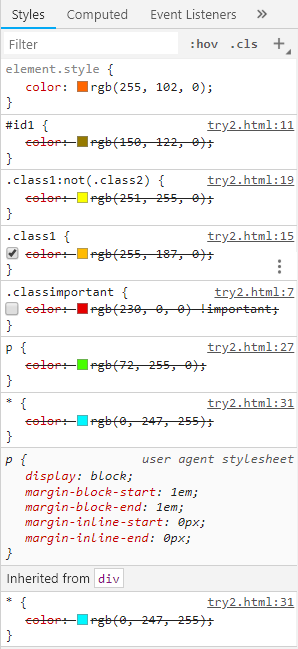 Styles Computed Event Listeners »
Filter :hov .cls +
element.style {
color: rgb(255, 102, 0);
}
#id1 { try2.html:11
color: rgb(150, 122, 0);
}
.class1:not(.class2) { try2.html:19
color: rgb(251, 255, 0);
}
.class1 { try2.html:15
color: rgb(255, 187, 0);
}
.classimportant { try2.html:7
color: rgb(230, 0, 0) !important;
}
p { try2.html:27
color: rgb(72, 255, 0);
}
* { try2.html:31
color: rgb(0, 247, 255);
}
p { user agent stylesheet
display: block;
margin-block-start: 1em;
margin-block-end: 1em;
margin-inline-start: 0px;
margin-inline-end: 0px;
}
Inherited from div
* { try2.html:31
color: rgb(0, 247, 255);
}